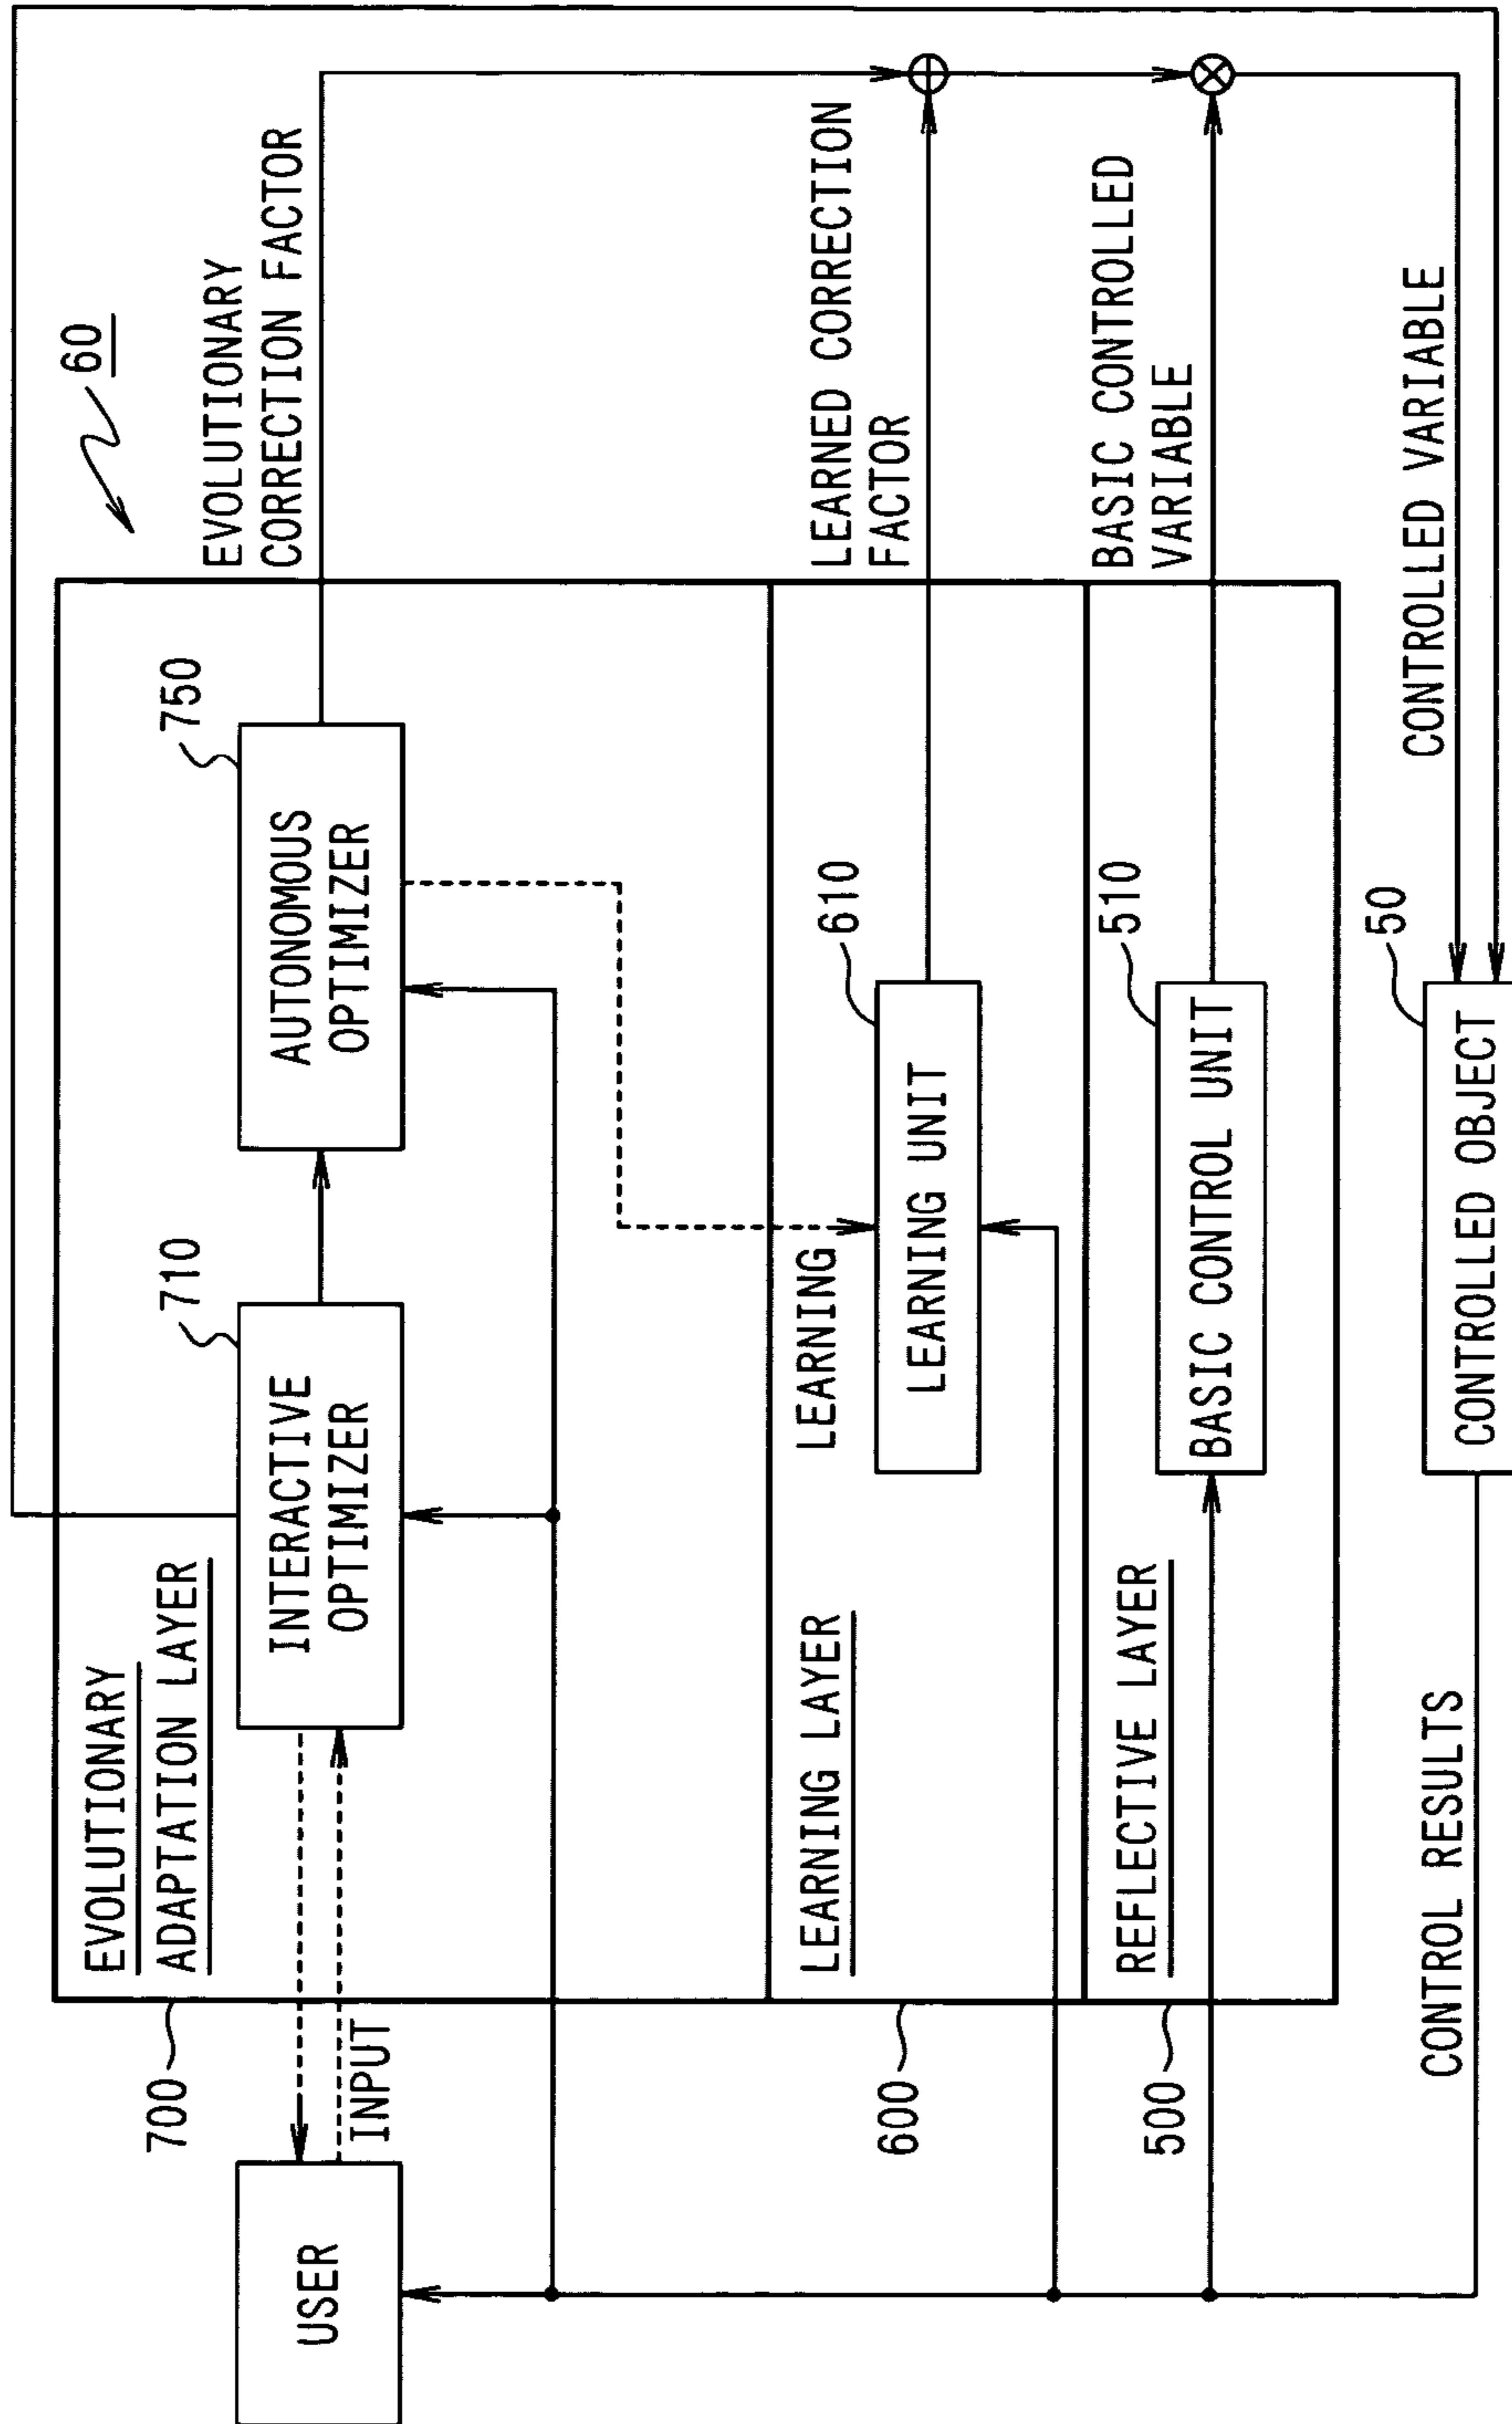 60
EVOLUTIONARY
CORRECTION FACTOR
EVOLUTIONARY
ADAPTATION LAYER
700
USER
INPUT
710
INTERACTIVE
OPTIMIZER
750
AUTONOMOUS
OPTIMIZER
LEARNED CORRECTION
FACTOR
LEARNING LAYER
600
LEARNING
610
LEARNING UNIT
BASIC CONTROLLED
VARIABLE
REFLECTIVE LAYER
500
510
BASIC CONTROL UNIT
CONTROLLED VARIABLE
CONTROL RESULTS
50
CONTROLLED OBJECT